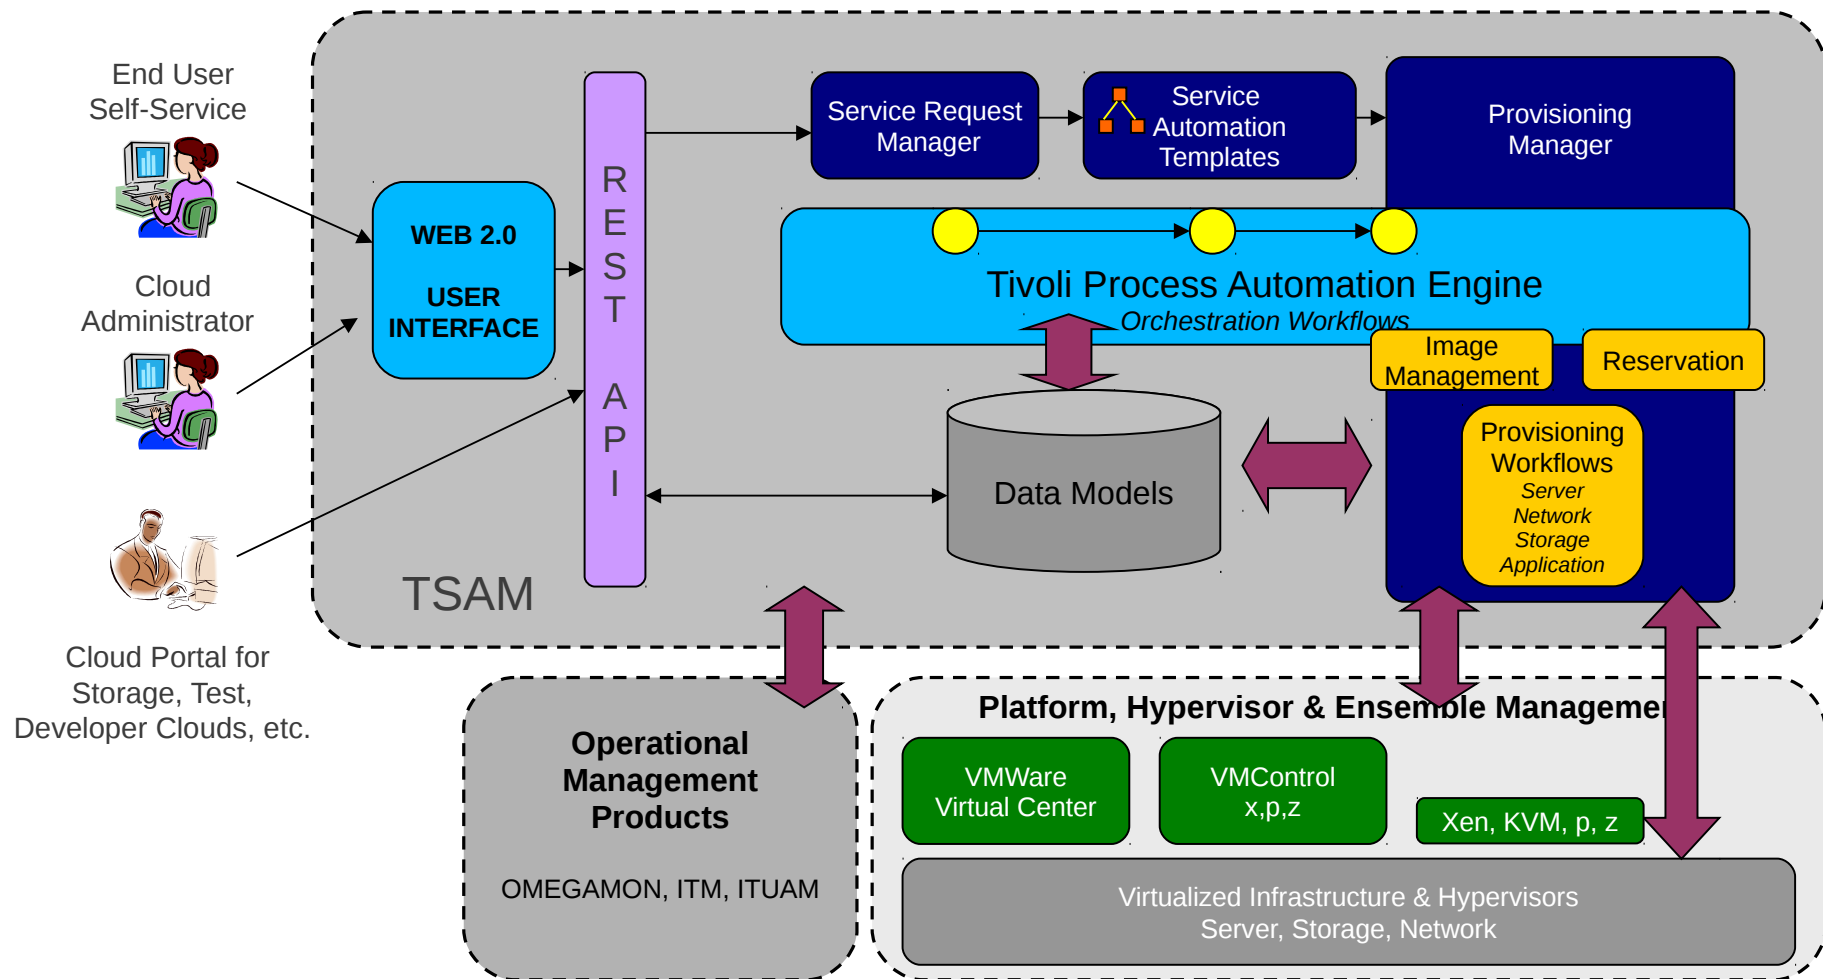 End User
Self-Service
Cloud
Administrator
Cloud Portal for
Storage, Test,
Developer Clouds, etc.
WEB 2.0
USER
INTERFACE
R
E
S
T
A
P
I
TSAM
Service Request
Manager
Service
Automation
Templates
Provisioning
Manager
Tivoli Process Automation Engine
Orchestration Workflows
Image
Management
Reservation
Provisioning
Workflows
Server
Network
Storage
Application
Data Models
Operational
Management
Products
OMEGAMON, ITM, ITUAM
Platform, Hypervisor & Ensemble Managemen
VMWare
Virtual Center
VMControl
x,p,z
Xen, KVM, p, z
Virtualized Infrastructure & Hypervisors
Server, Storage, Network